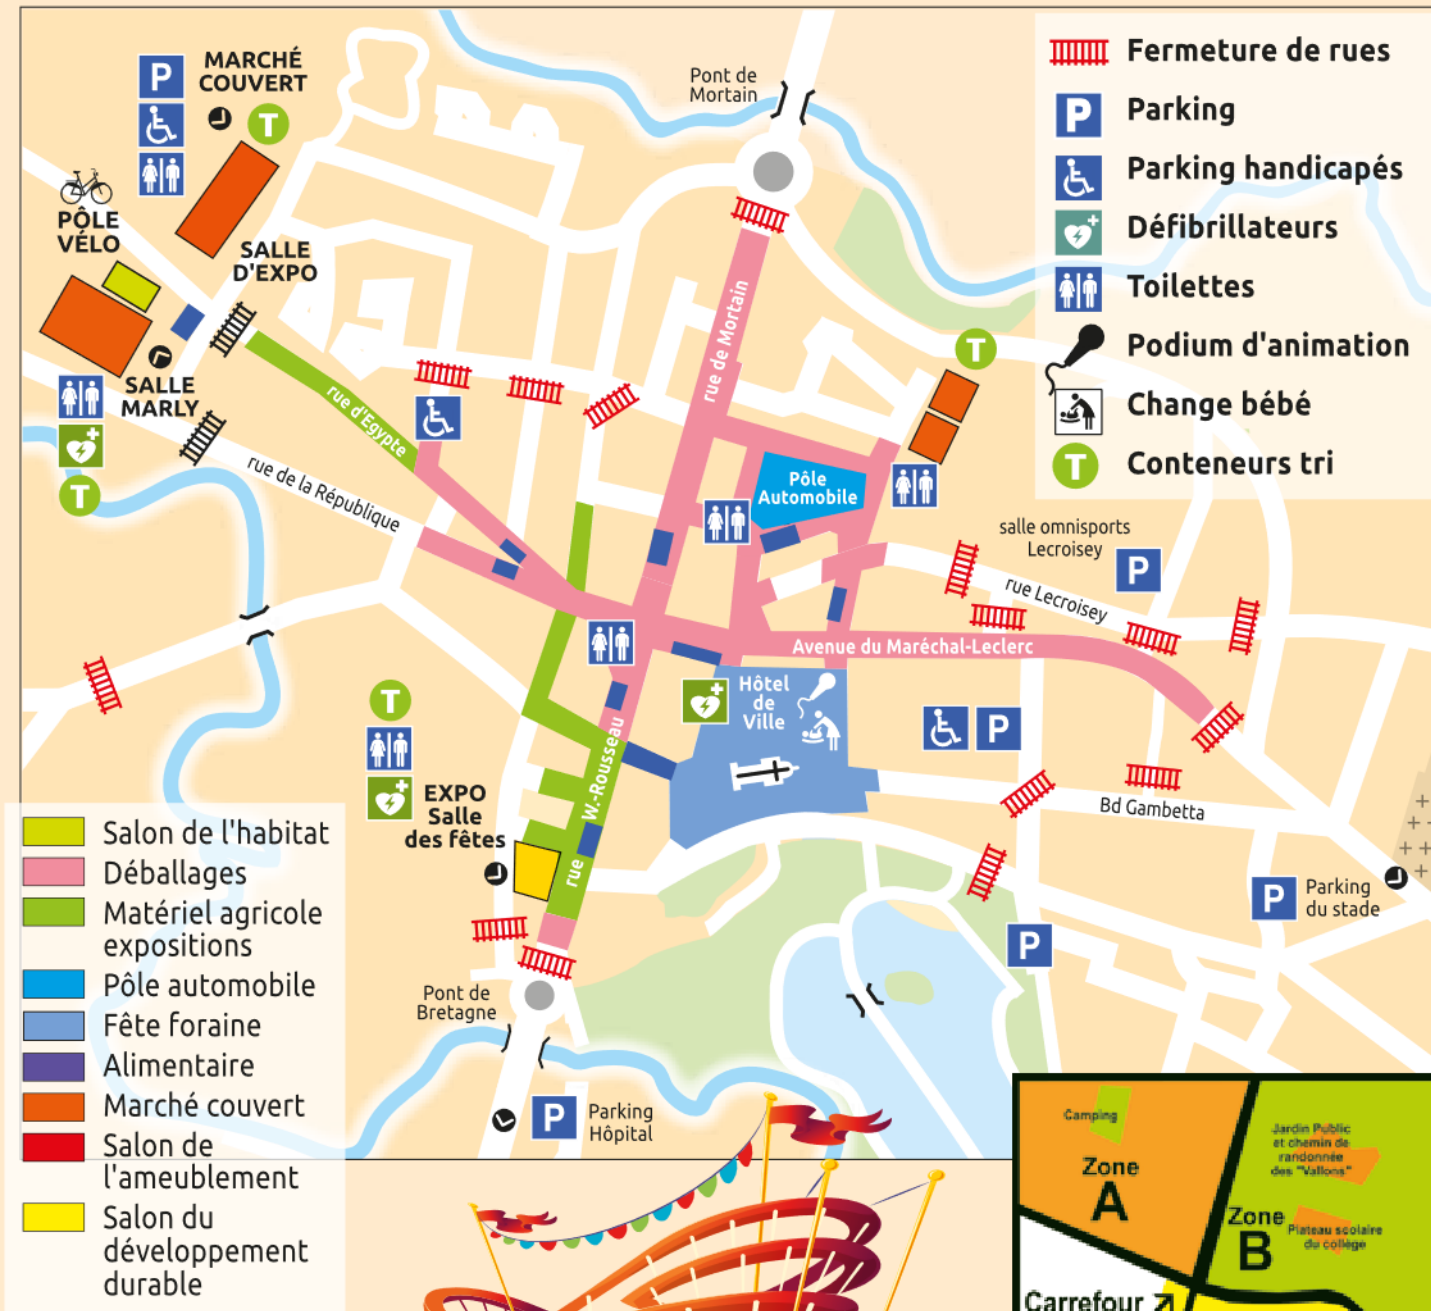 MARCHÉ
COUVERT
P
T
PÔLE
VÉLO
SALLE
D'EXPO
SALLE
MARLY
T
Pont de
Mortain
rue de Mortain
rue d'Egypte
rue de la République
Pôle
Automobile
T
salle omnisports
Lecroisey
P
rue Lecroisey
Avenue du Maréchal-Leclerc
Hôtel
de
Ville
P
Bd Gambetta
T
EXPO
Salle
des fêtes
rue W.-Rousseau
P
Parking
du stade
P
Pont de
Bretagne
P
Parking
Hôpital
Fermeture de rues
P
Parking
Parking handicapés
Défibrillateurs
Toilettes
Podium d'animation
Change bébé
T
Conteneurs tri
Salon de l'habitat
Déballages
Matériel agricole
expositions
Pôle automobile
Fête foraine
Alimentaire
Marché couvert
Salon de
l'ameublement
Salon du
développement
durable
Camping
Zone
A
Jardin Public
et chemin de
randonnée
des "Vallons"
Zone
B
Plateau scolaire
du collège
Carrefour